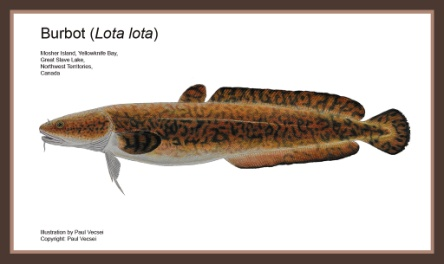 Burbot (Lota lota)
Mosher Island, Yellowknife Bay,
Great Slave Lake,
Northwest Territories,
Canada
Illustration by Paul Vecsei
Copyright: Paul Vecsei